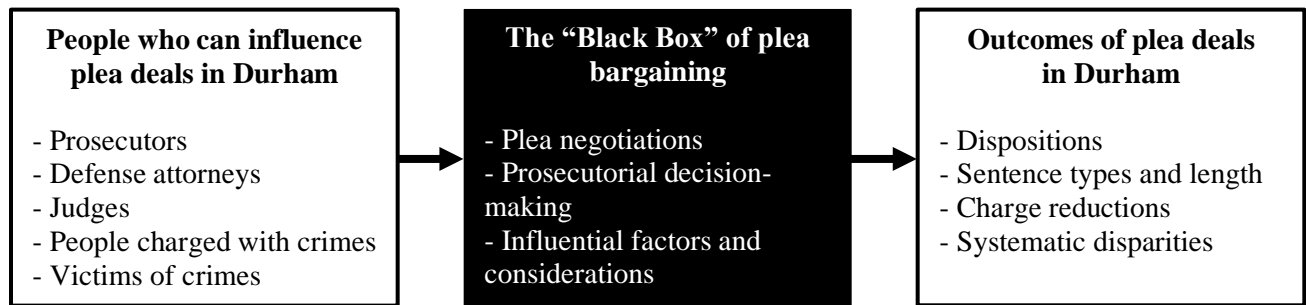 People who can influence
plea deals in Durham
- Prosecutors
- Defense attorneys
- Judges
- People charged with crimes
- Victims of crimes
The “Black Box” of plea
bargaining
- Plea negotiations
- Prosecutorial decision-
making
- Influential factors and
considerations
Outcomes of plea deals
in Durham
- Dispositions
- Sentence types and length
- Charge reductions
- Systematic disparities